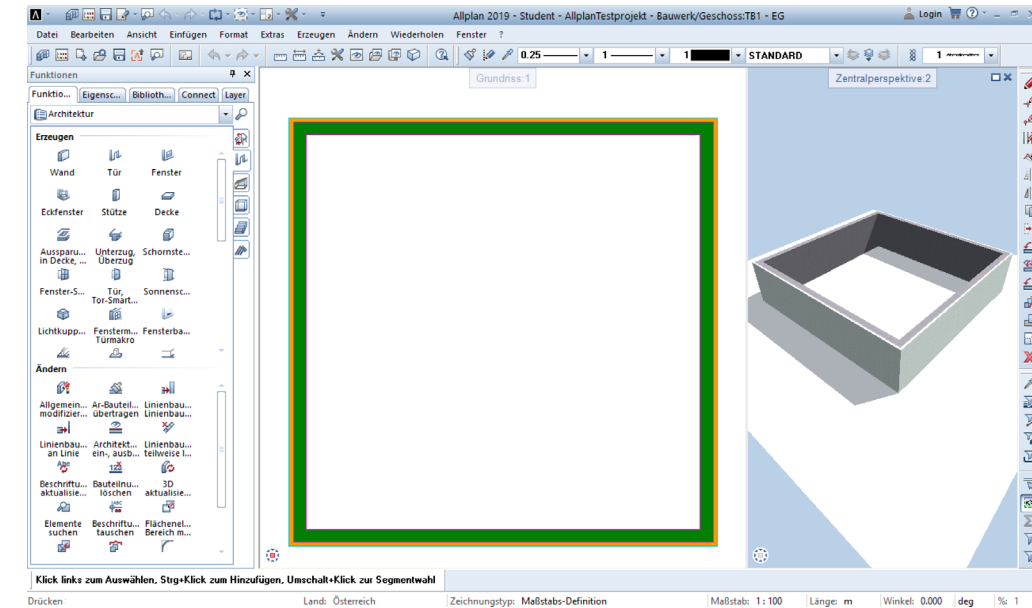 Allplan 2019 - Student - AllplanTestprojekt - Bauwerk/Geschoss:TB1 - EG
Login
Datei Bearbeiten Ansicht Einfügen Format Extras Erzeugen Ändern Wiederholen Fenster ?
0.25 1 1 STANDARD 1
Funktionen
Funktio... Eigensc... Biblioth... Connect Layer
Architektur
Erzeugen
Wand Tür Fenster
Eckfenster Stütze Decke
Aussparu... Unterzug, Schornste...
in Decke, ... Überzug
Fenster-S... Tür, Sonnensc...
Tor-Smart...
Lichtkupp... Fensterm... Fensterba...
Türmakro
Ändern
Allgemein... Ar-Bauteil... Linienbau...
modifizier... übertragen Linienbau...
Linienbau... Architekt... Linienbau...
an Linie ein-, ausb... teilweise l...
Beschriftu... Bauteilnu... 3D
aktualisie... löschen aktualisie...
Elemente Beschriftu... Flächenel...
suchen tauschen Bereich m...
Grundriss:1
Zentralperspektive:2
Klick links zum Auswählen, Strg+Klick zum Hinzufügen, Umschalt+Klick zur Segmentwahl
Drücken Land: Österreich Zeichnungstyp: Maßstabs-Definition Maßstab: 1:100 Länge: m Winkel: 0.000 deg %: 1